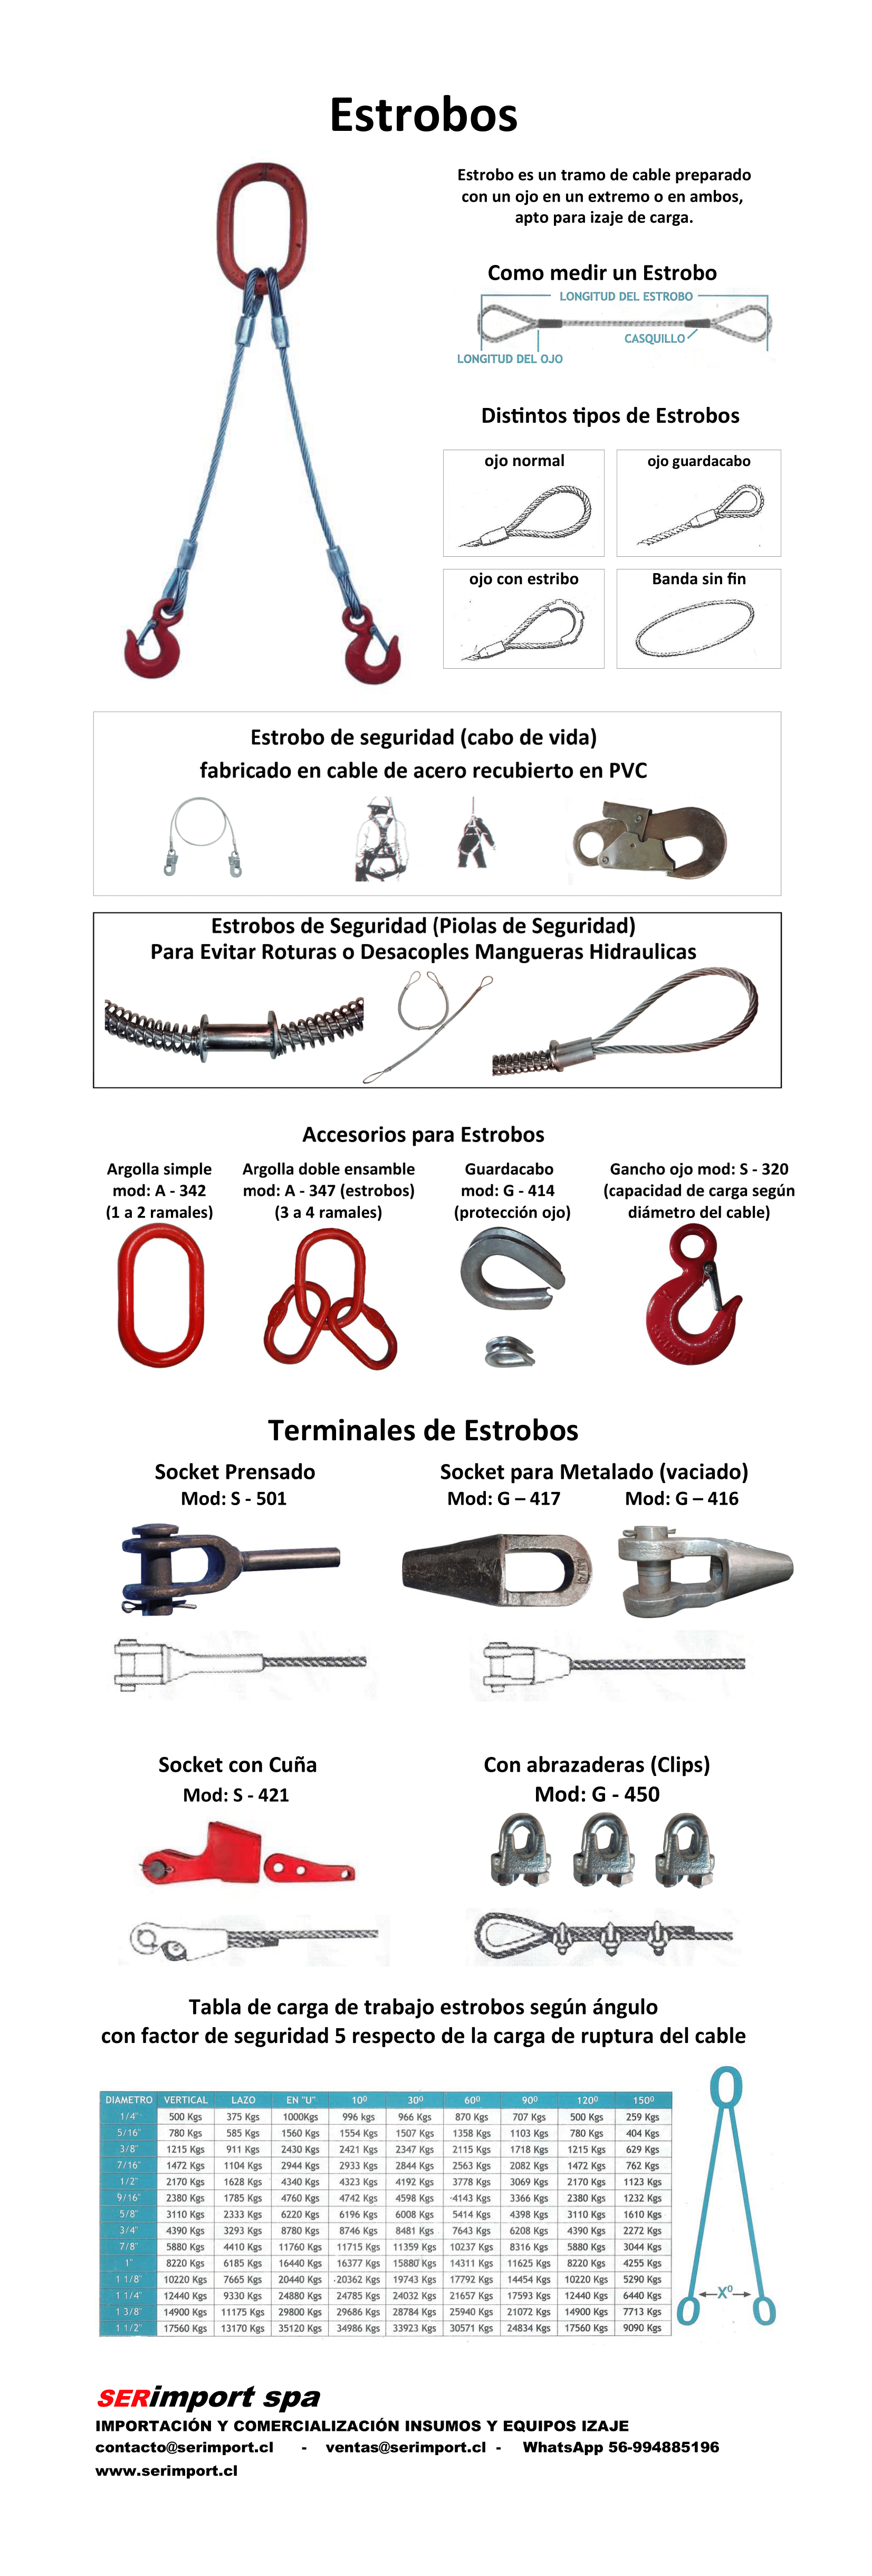 Estrobos
Estrobo es un tramo de cable preparado
con un ojo en un extremo o en ambos,
apto para izaje de carga.
Como medir un Estrobo
LONGITUD DEL ESTROBO
CASQUILLO
LONGITUD DEL OJO
Distintos tipos de Estrobos
ojo normal
ojo guardacabo
ojo con estribo
Banda sin fin
Estrobo de seguridad (cabo de vida)
fabricado en cable de acero recubierto en PVC
Estrobos de Seguridad (Piolas de Seguridad)
Para Evitar Roturas o Desacoples Mangueras Hidraulicas
Accesorios para Estrobos
Argolla simple
mod: A - 342
(1 a 2 ramales)
Argolla doble ensamble
mod: A - 347 (estrobos)
(3 a 4 ramales)
Guardacabo
mod: G - 414
(protección ojo)
Gancho ojo mod: S - 320
(capacidad de carga según
diámetro del cable)
Terminales de Estrobos
Socket Prensado
Mod: S - 501
Socket para Metalado (vaciado)
Mod: G – 417 Mod: G – 416
Socket con Cuña
Mod: S - 421
Con abrazaderas (Clips)
Mod: G - 450
Tabla de carga de trabajo estrobos según ángulo
con factor de seguridad 5 respecto de la carga de ruptura del cable
DIAMETRO VERTICAL LAZO EN "U" 10⁰ 30⁰ 60⁰ 90⁰ 120⁰ 150⁰
1/4" 500 Kgs 375 Kgs 1000Kgs 996 kgs 966 Kgs 870 Kgs 707 Kgs 500 Kgs 259 Kgs
5/16" 780 Kgs 585 Kgs 1560 Kgs 1554 Kgs 1507 Kgs 1358 Kgs 1103 Kgs 780 Kgs 404 Kgs
3/8" 1215 Kgs 911 Kgs 2430 Kgs 2421 Kgs 2347 Kgs 2115 Kgs 1718 Kgs 1215 Kgs 629 Kgs
7/16" 1472 Kgs 1104 Kgs 2944 Kgs 2933 Kgs 2844 Kgs 2563 Kgs 2082 Kgs 1472 Kgs 762 Kgs
1/2" 2170 Kgs 1628 Kgs 4340 Kgs 4323 Kgs 4192 Kgs 3778 Kgs 3069 Kgs 2170 Kgs 1123 Kgs
9/16" 2380 Kgs 1785 Kgs 4760 Kgs 4742 Kgs 4598 Kgs 4143 Kgs 3366 Kgs 2380 Kgs 1232 Kgs
5/8" 3110 Kgs 2333 Kgs 6220 Kgs 6196 Kgs 6008 Kgs 5414 Kgs 4398 Kgs 3110 Kgs 1610 Kgs
3/4" 4390 Kgs 3293 Kgs 8780 Kgs 8746 Kgs 8481 Kgs 7643 Kgs 6208 Kgs 4390 Kgs 2272 Kgs
7/8" 5880 Kgs 4410 Kgs 11760 Kgs 11715 Kgs 11359 Kgs 10237 Kgs 8316 Kgs 5880 Kgs 3044 Kgs
1" 8220 Kgs 6185 Kgs 16440 Kgs 16377 Kgs 15880 Kgs 14311 Kgs 11625 Kgs 8220 Kgs 4255 Kgs
1 1/8" 10220 Kgs 7665 Kgs 20440 Kgs 20362 Kgs 19743 Kgs 17792 Kgs 14454 Kgs 10220 Kgs 5290 Kgs
1 1/4" 12440 Kgs 9330 Kgs 24880 Kgs 24785 Kgs 24032 Kgs 21657 Kgs 17593 Kgs 12440 Kgs 6440 Kgs
1 3/8" 14900 Kgs 11175 Kgs 29800 Kgs 29686 Kgs 28784 Kgs 25940 Kgs 21072 Kgs 14900 Kgs 7713 Kgs
1 1/2" 17560 Kgs 13170 Kgs 35120 Kgs 34986 Kgs 33923 Kgs 30571 Kgs 24834 Kgs 17560 Kgs 9090 Kgs
X⁰
SERimport spa
IMPORTACIÓN Y COMERCIALIZACIÓN INSUMOS Y EQUIPOS IZAJE
contacto@serimport.cl - ventas@serimport.cl - WhatsApp 56-994885196
www.serimport.cl